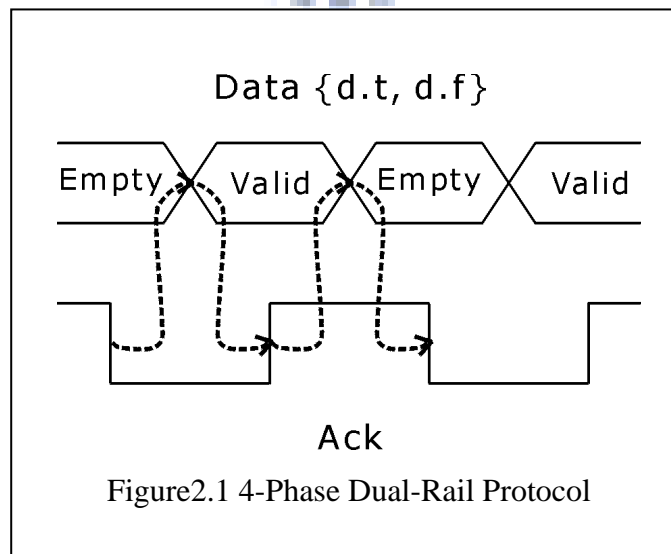 Data {d.t, d.f}
Empty Valid Empty Valid
Ack
Figure2.1 4-Phase Dual-Rail Protocol